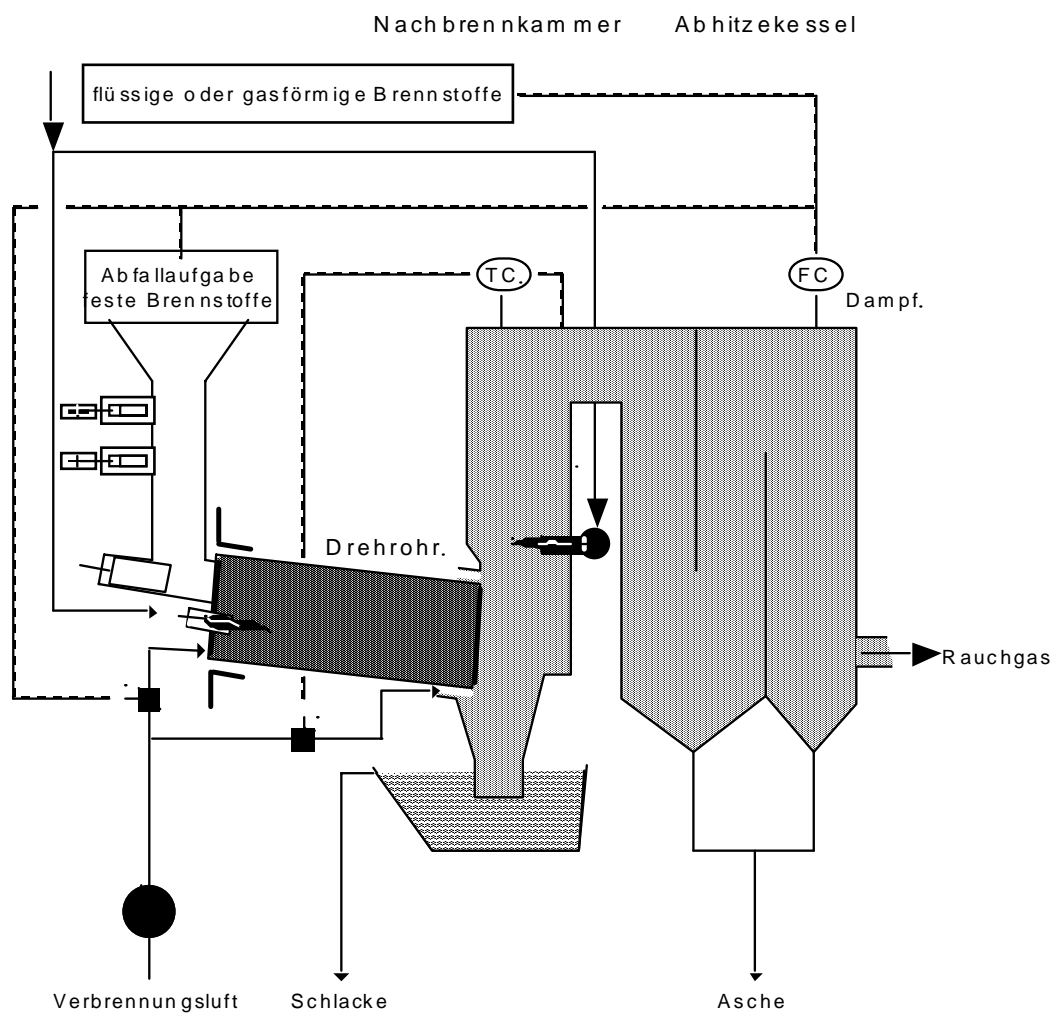 Nachbrennkammer Abhitzekessel
flüssige oder gasförmige Brennstoffe
Abfallaufgabe
feste Brennstoffe
TC.
FC
Dampf.
Drehrohr.
Rauchgas
Verbrennungsluft Schlacke Asche